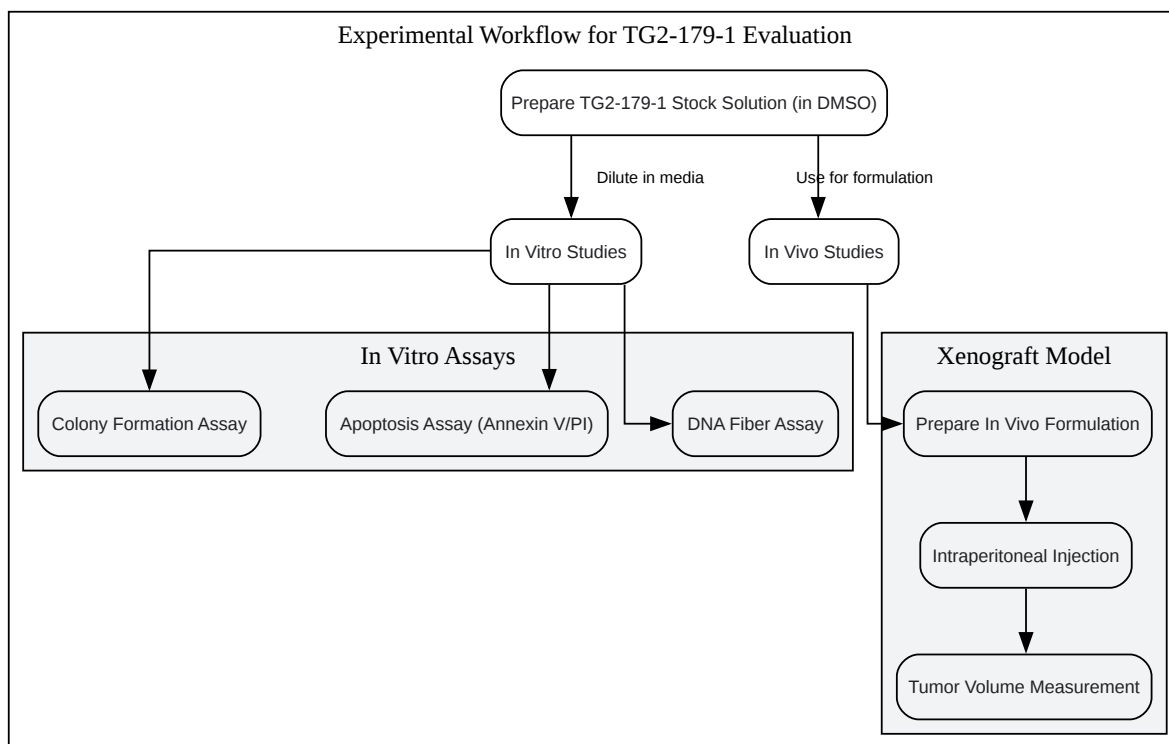 Experimental Workflow for TG2-179-1 Evaluation
Prepare TG2-179-1 Stock Solution (in DMSO)
Dilute in media
Use for formulation
In Vitro Studies
In Vivo Studies
In Vitro Assays
Xenograft Model
Colony Formation Assay
Apoptosis Assay (Annexin V/PI)
DNA Fiber Assay
Prepare In Vivo Formulation
Intraperitoneal Injection
Tumor Volume Measurement